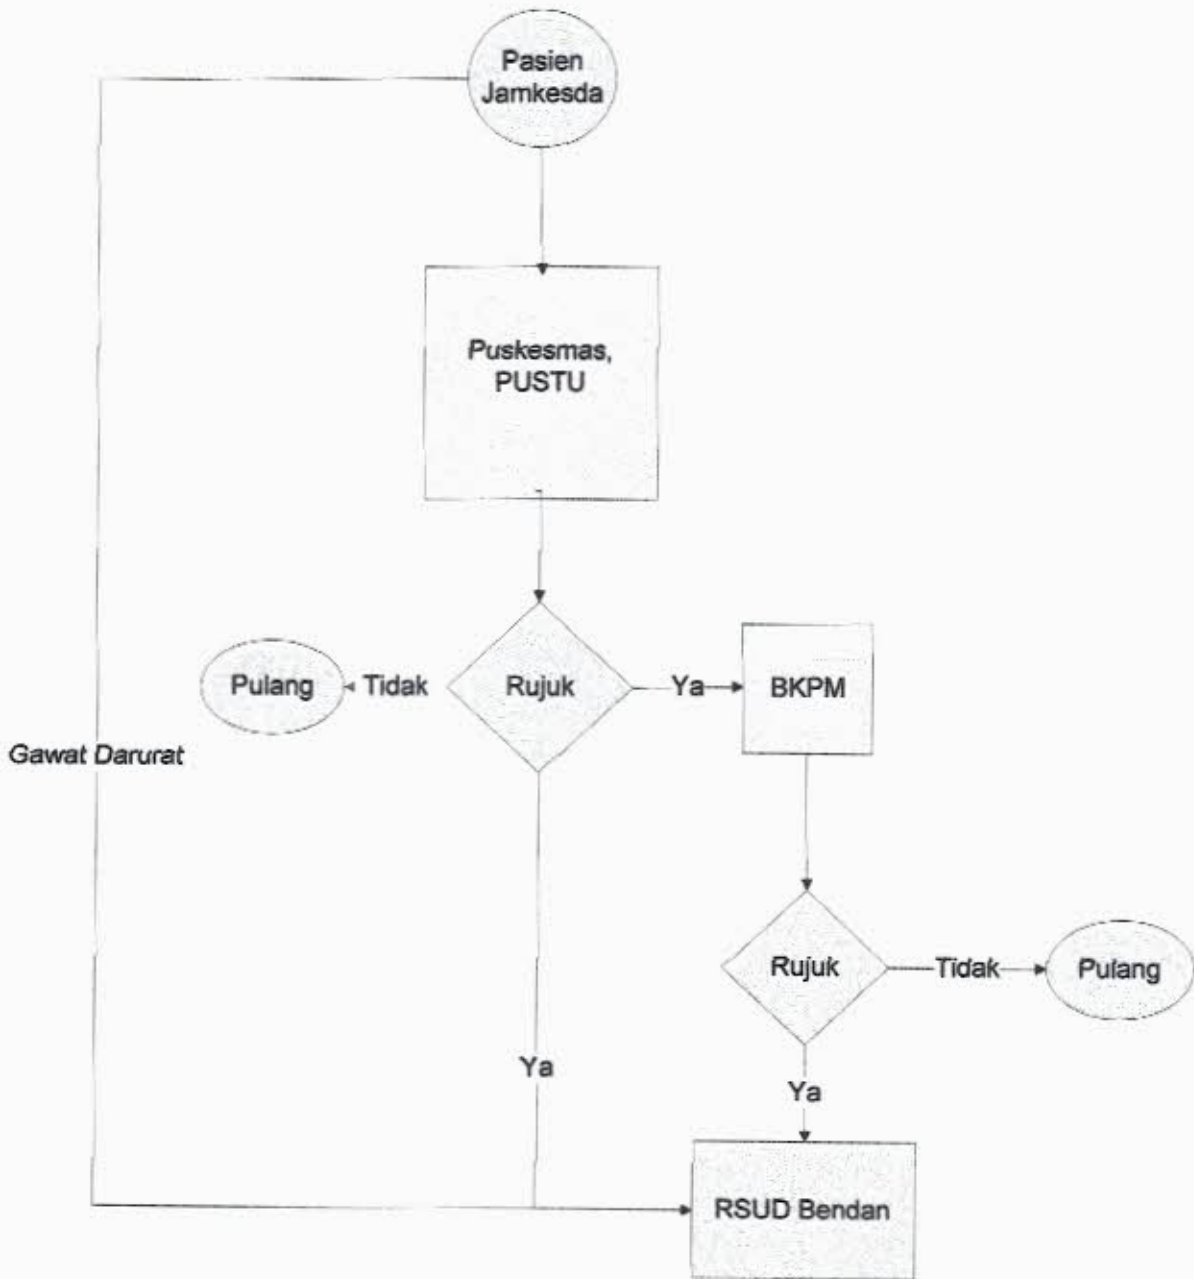 Pasien
Jamkesda
Puskesmas,
PUSTU
Pulang
Tidak
Rujuk
Ya
BKPM
Gawat Darurat
Rujuk
Tidak
Pulang
Ya
Ya
RSUD Bendan